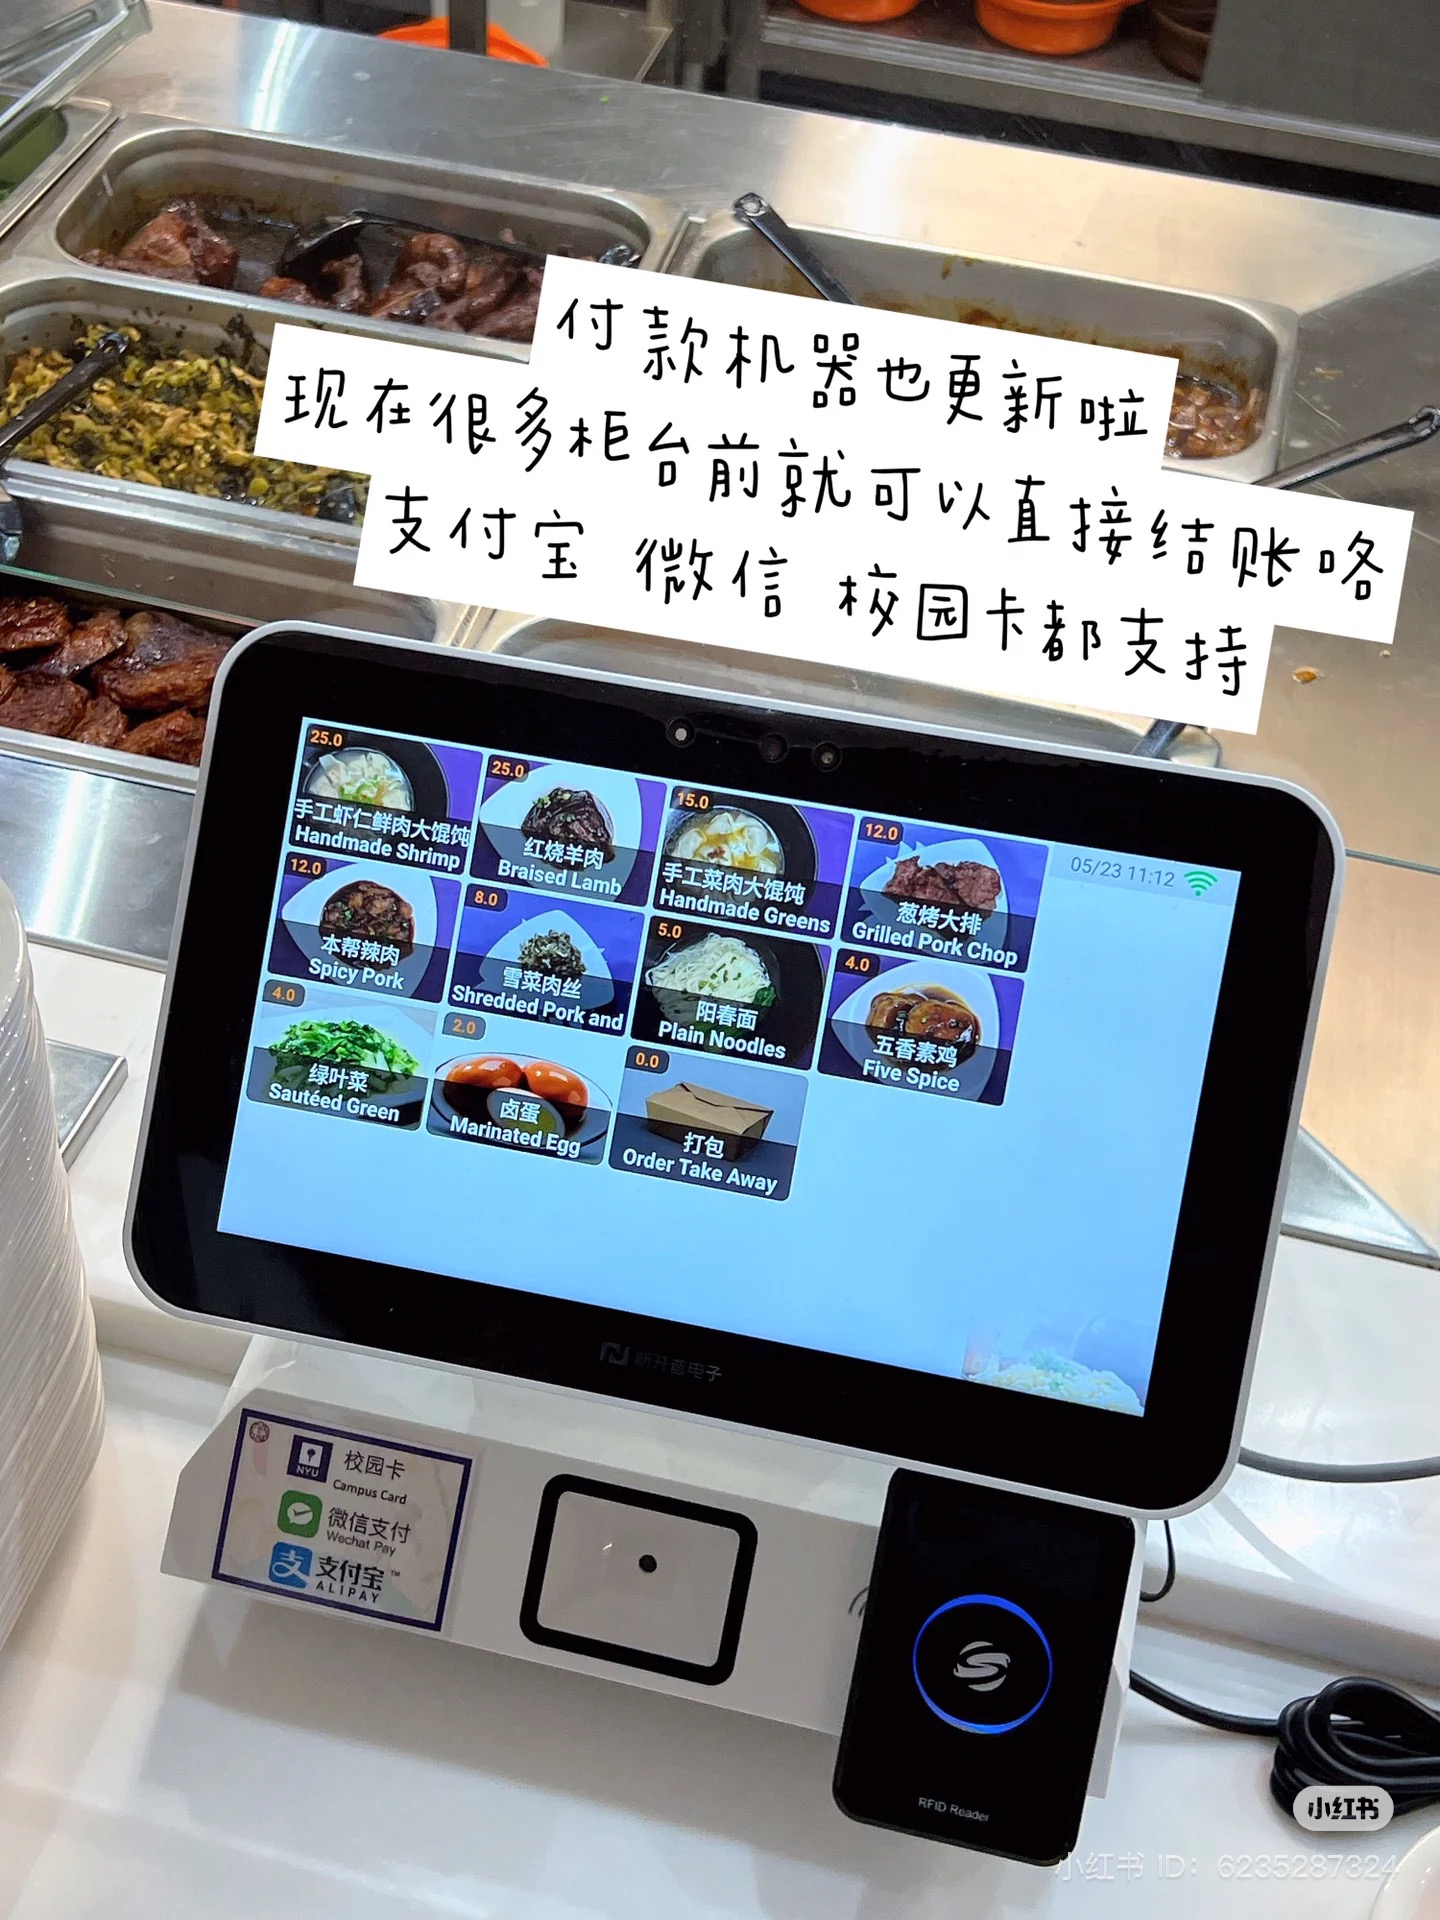 付款机器也更新啦
现在很多柜台前就可以直接结账咯
支付宝 微信 校园卡都支持
25.0
手工虾仁鲜肉大馄饨
Handmade Shrimp
25.0
红烧羊肉
Braised Lamb
15.0
手工菜肉大馄饨
Handmade Greens
12.0
葱烤大排
Grilled Pork Chop
05/23 11:12
12.0
本帮辣肉
Spicy Pork
8.0
雪菜肉丝
Shredded Pork and
5.0
阳春面
Plain Noodles
4.0
五香素鸡
Five Spice
4.0
绿叶菜
Sautéed Green
2.0
卤蛋
Marinated Egg
0.0
打包
Order Take Away
新开普电子
NYU
校园卡
Campus Card
微信支付
Wechat Pay
支付宝™
ALIPAY
RFID Reader
小红书
小红书 ID: 6235287324